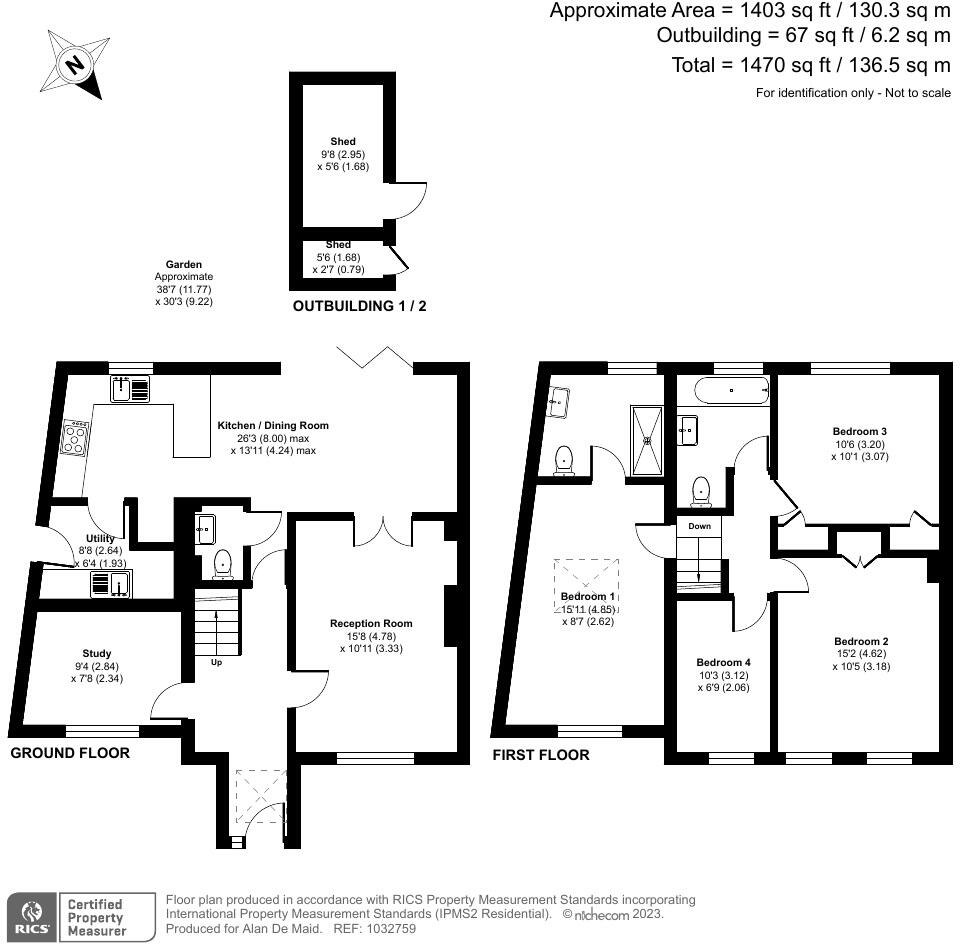 Approximate Area = 1403 sq ft / 130.3 sq m
Outbuilding = 67 sq ft / 6.2 sq m
Total = 1470 sq ft / 136.5 sq m
For identification only - Not to scale
N
Shed
9'8 (2.95)
x 5'6 (1.68)
Shed
5'6 (1.68)
x 2'7 (0.79)
OUTBUILDING 1 / 2
Garden
Approximate
38'7 (11.77)
x 30'3 (9.22)
Kitchen / Dining Room
26'3 (8.00) max
x 13'11 (4.24) max
Utility
8'8 (2.64)
x 6'4 (1.93)
Study
9'4 (2.84)
x 7'8 (2.34)
Up
Reception Room
15'8 (4.78)
x 10'11 (3.33)
GROUND FLOOR
Bedroom 3
10'6 (3.20)
x 10'1 (3.07)
Down
Bedroom 1
15'11 (4.85)
x 8'7 (2.62)
Bedroom 4
10'3 (3.12)
x 6'9 (2.06)
Bedroom 2
15'2 (4.62)
x 10'5 (3.18)
FIRST FLOOR
RICS
Certified
Property
Measurer
Floor plan produced in accordance with RICS Property Measurement Standards incorporating
International Property Measurement Standards (IPMS2 Residential). © nichecom 2023.
Produced for Alan De Maid. REF: 1032759